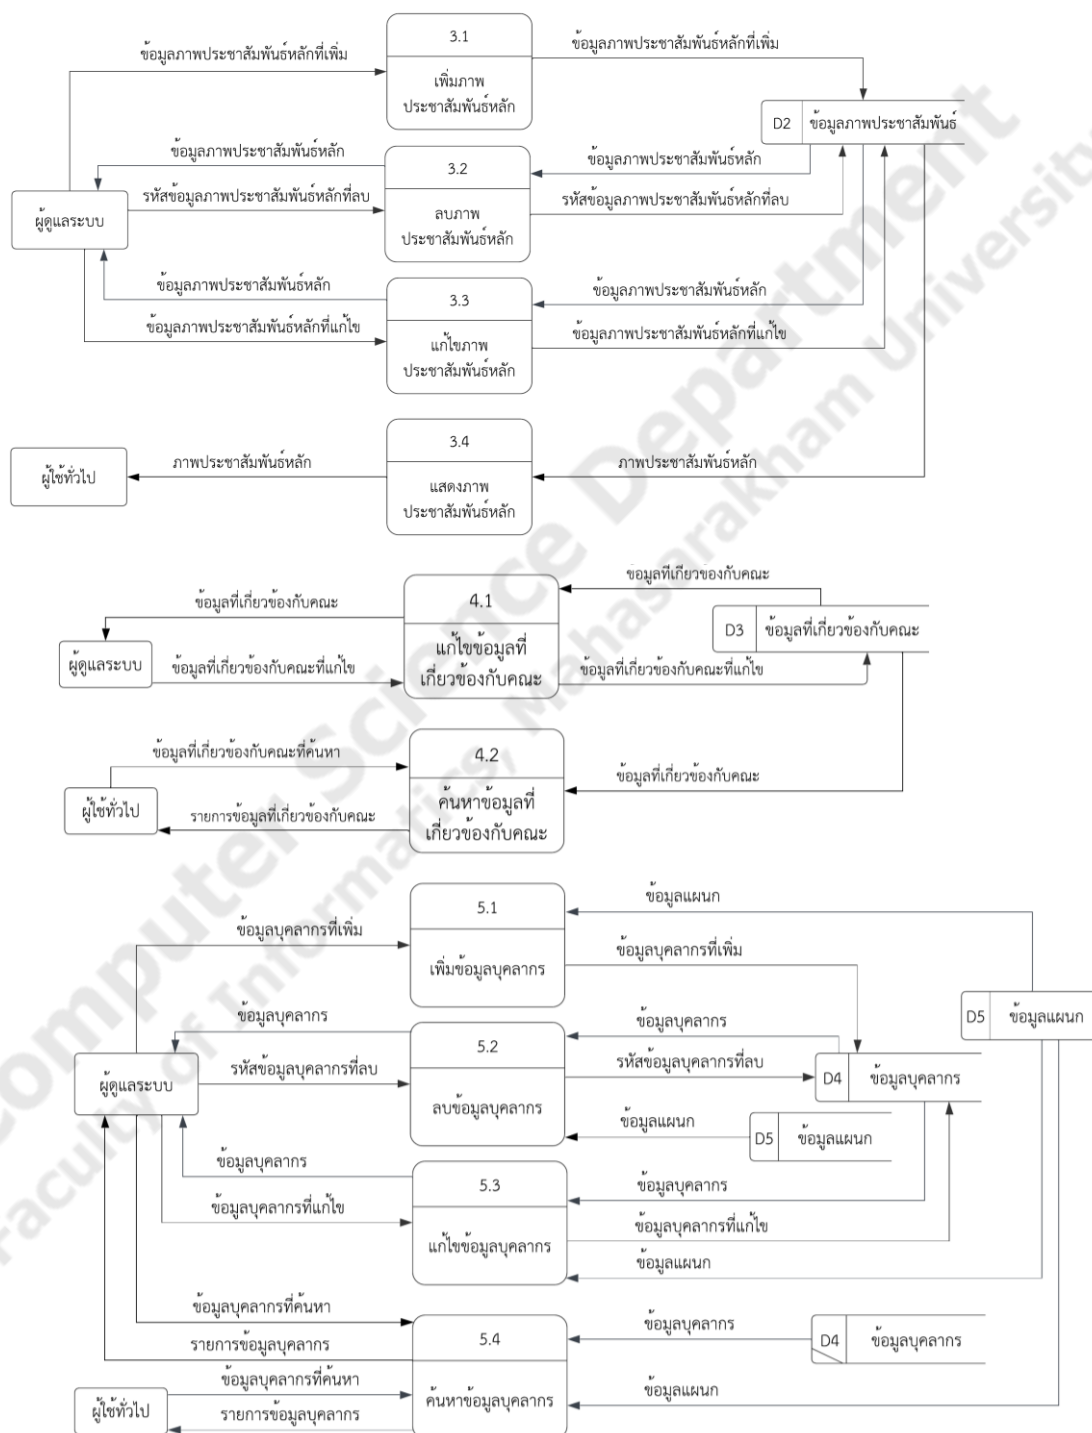 3.1
ข้อมูลภาพประชาสัมพันธ์หลักที่เพิ่ม
ข้อมูลภาพประชาสัมพันธ์หลักที่เพิ่ม
เพิ่มภาพ
ประชาสัมพันธ์หลัก
D2
ข้อมูลภาพประชาสัมพันธ์
ข้อมูลภาพประชาสัมพันธ์หลัก
3.2
ข้อมูลภาพประชาสัมพันธ์หลัก
รหัสข้อมูลภาพประชาสัมพันธ์หลักที่ลบ
รหัสข้อมูลภาพประชาสัมพันธ์หลักที่ลบ
ผู้ดูแลระบบ
ลบภาพ
ประชาสัมพันธ์หลัก
ข้อมูลภาพประชาสัมพันธ์หลัก
3.3
ข้อมูลภาพประชาสัมพันธ์หลัก
ข้อมูลภาพประชาสัมพันธ์หลักที่แก้ไข
ข้อมูลภาพประชาสัมพันธ์หลักที่แก้ไข
แก้ไขภาพ
ประชาสัมพันธ์หลัก
3.4
ภาพประชาสัมพันธ์หลัก
ภาพประชาสัมพันธ์หลัก
ผู้ใช้ทั่วไป
แสดงภาพ
ประชาสัมพันธ์หลัก
ข้อมูลที่เกี่ยวข้องกับคณะ
ข้อมูลที่เกี่ยวข้องกับคณะ
4.1
D3
ข้อมูลที่เกี่ยวข้องกับคณะ
แก้ไขข้อมูลที่
เกี่ยวข้องกับคณะ
ผู้ดูแลระบบ
ข้อมูลที่เกี่ยวข้องกับคณะที่แก้ไข
ข้อมูลที่เกี่ยวข้องกับคณะที่แก้ไข
ข้อมูลที่เกี่ยวข้องกับคณะที่ค้นหา
4.2
ข้อมูลที่เกี่ยวข้องกับคณะ
ผู้ใช้ทั่วไป
รายการข้อมูลที่เกี่ยวข้องกับคณะ
ค้นหาข้อมูลที่
เกี่ยวข้องกับคณะ
ข้อมูลแผนก
5.1
ข้อมูลบุคลากรที่เพิ่ม
ข้อมูลบุคลากรที่เพิ่ม
เพิ่มข้อมูลบุคลากร
D5
ข้อมูลแผนก
ข้อมูลบุคลากร
5.2
ข้อมูลบุคลากร
รหัสข้อมูลบุคลากรที่ลบ
รหัสข้อมูลบุคลากรที่ลบ
ผู้ดูแลระบบ
D4
ข้อมูลบุคลากร
ลบข้อมูลบุคลากร
ข้อมูลแผนก
D5
ข้อมูลแผนก
ข้อมูลบุคลากร
5.3
ข้อมูลบุคลากร
ข้อมูลบุคลากรที่แก้ไข
ข้อมูลบุคลากรที่แก้ไข
แก้ไขข้อมูลบุคลากร
ข้อมูลแผนก
ข้อมูลบุคลากรที่ค้นหา
5.4
ข้อมูลบุคลากร
D4
ข้อมูลบุคลากร
รายการข้อมูลบุคลากร
ข้อมูลบุคลากรที่ค้นหา
ข้อมูลแผนก
ผู้ใช้ทั่วไป
ค้นหาข้อมูลบุคลากร
รายการข้อมูลบุคลากร
Computer Science Department
Faculty of Informatics, Mahasarakham University